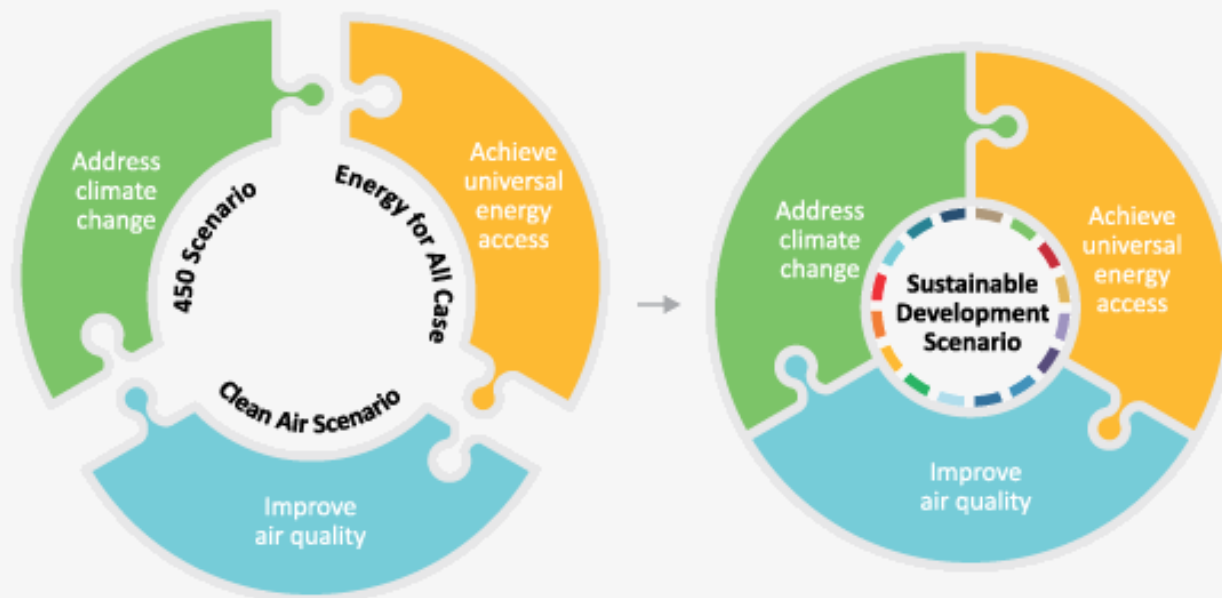 Address
climate
change
Achieve
universal
energy
access
450 Scenario
Energy for All Case
Clean Air Scenario
Improve
air quality
Address
climate
change
Achieve
universal
energy
access
Sustainable
Development
Scenario
Improve
air quality